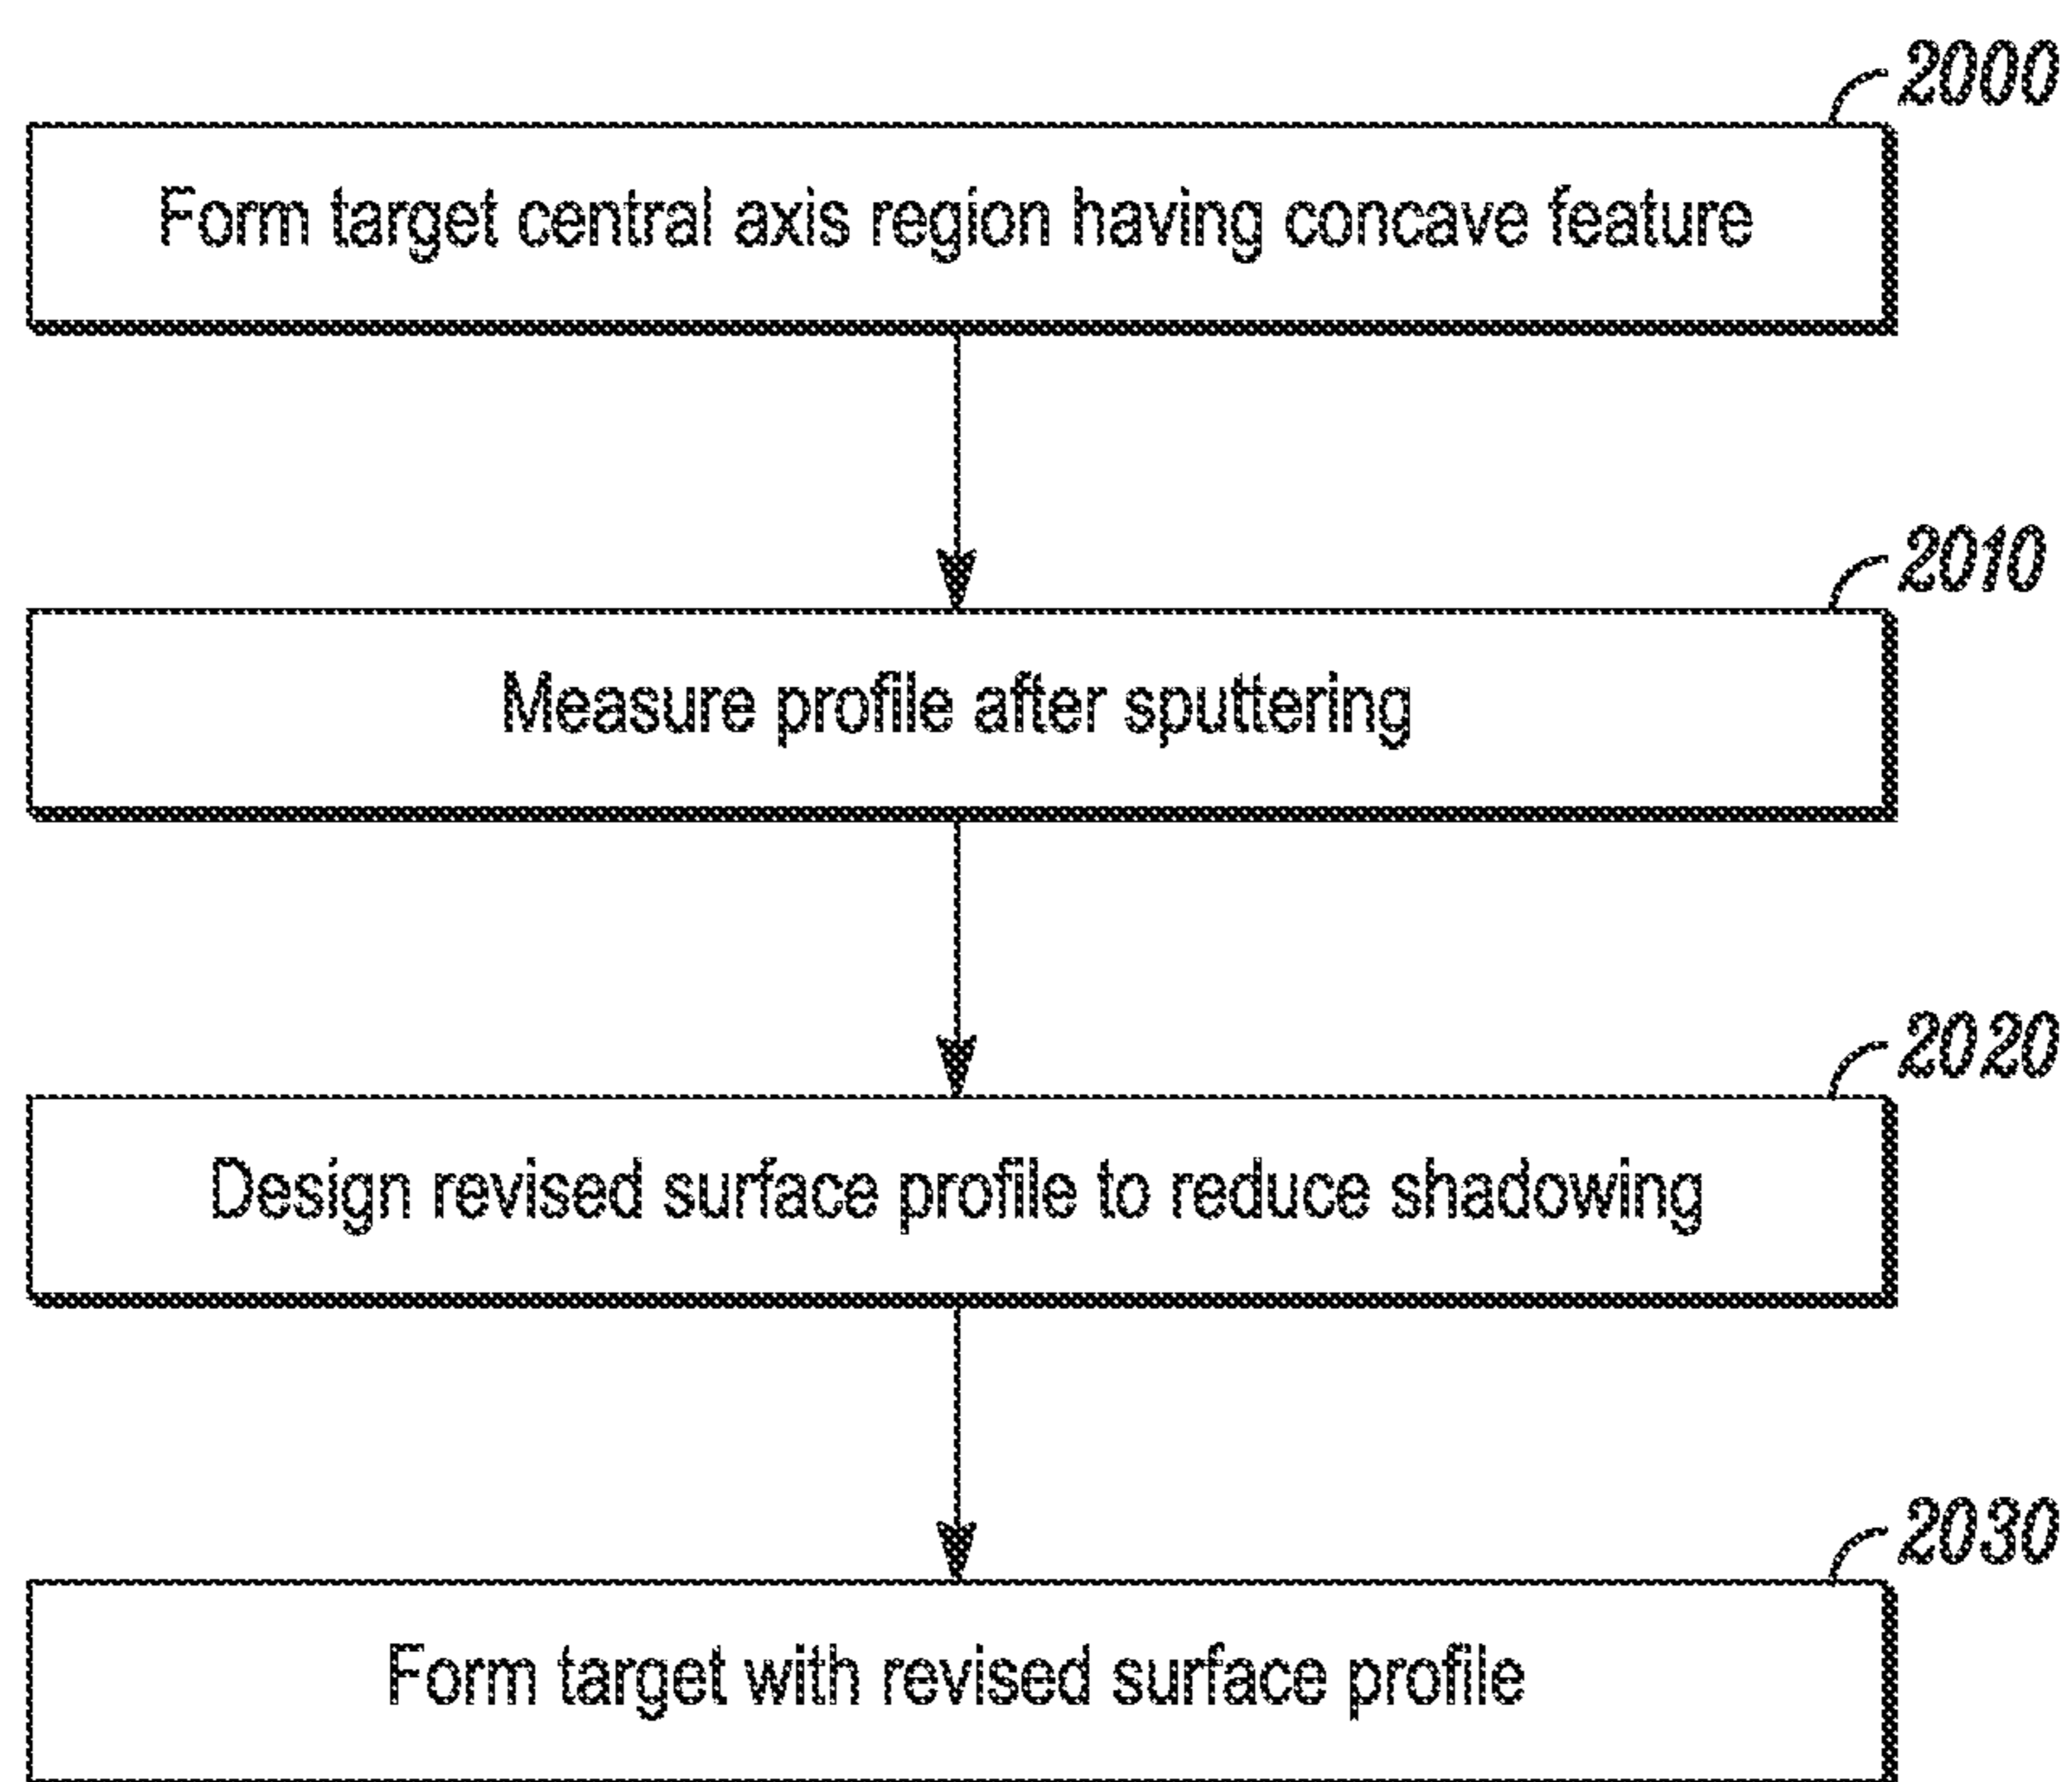 2000
Form target central axis region having concave feature
2010
Measure profile after sputtering
2020
Design revised surface profile to reduce shadowing
2030
Form target with revised surface profile